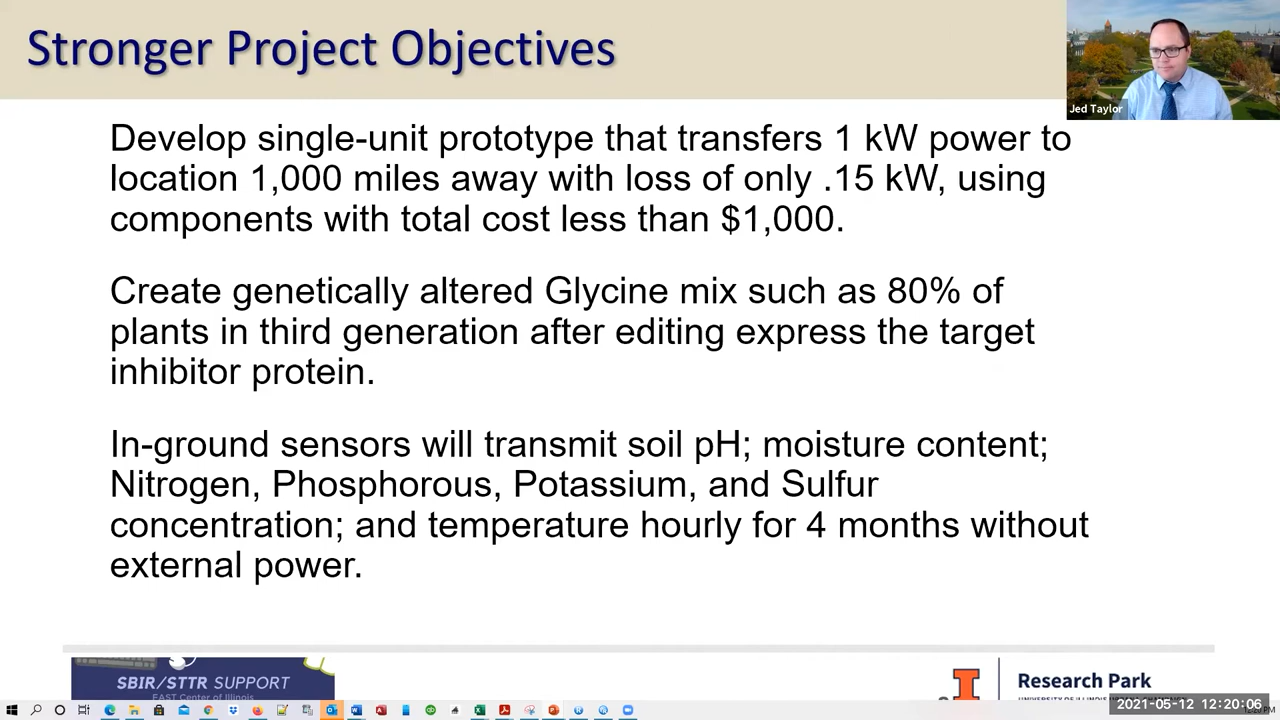 Stronger Project Objectives
Jed Taylor
Develop single-unit prototype that transfers 1 kW power to
location 1,000 miles away with loss of only .15 kW, using
components with total cost less than $1,000.
Create genetically altered Glycine mix such as 80% of
plants in third generation after editing express the target
inhibitor protein.
In-ground sensors will transmit soil pH; moisture content;
Nitrogen, Phosphorous, Potassium, and Sulfur
concentration; and temperature hourly for 4 months without
external power.
SBIR/STTR SUPPORT
EAST Center of Illinois
Research Park
2021-05-12 12:20:06